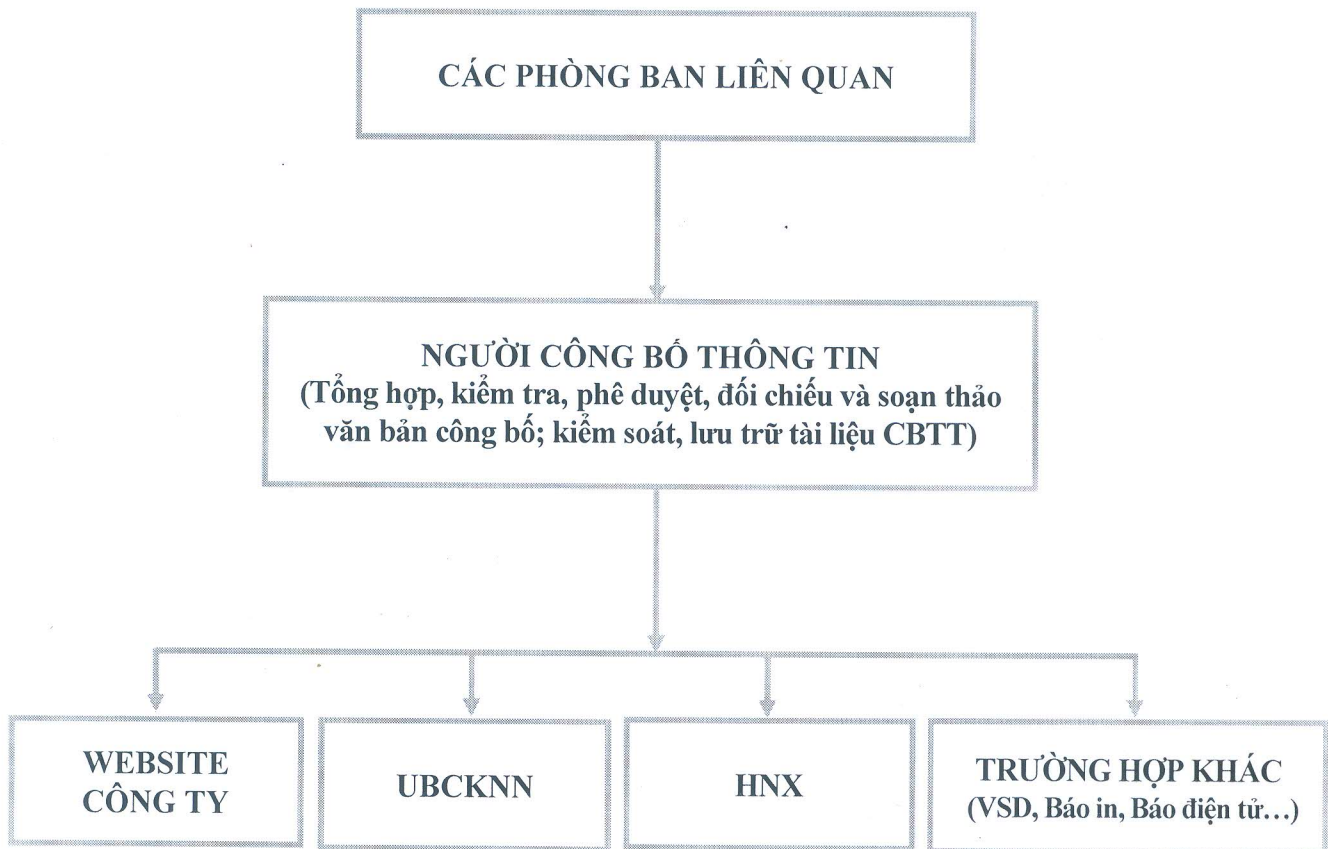 CÁC PHÒNG BAN LIÊN QUAN
NGƯỜI CÔNG BỐ THÔNG TIN
(Tổng hợp, kiểm tra, phê duyệt, đối chiếu và soạn thảo
văn bản công bố; kiểm soát, lưu trữ tài liệu CBTT)
WEBSITE
CÔNG TY
UBCKNN
HNX
TRƯỜNG HỢP KHÁC
(VSD, Báo in, Báo điện tử…)